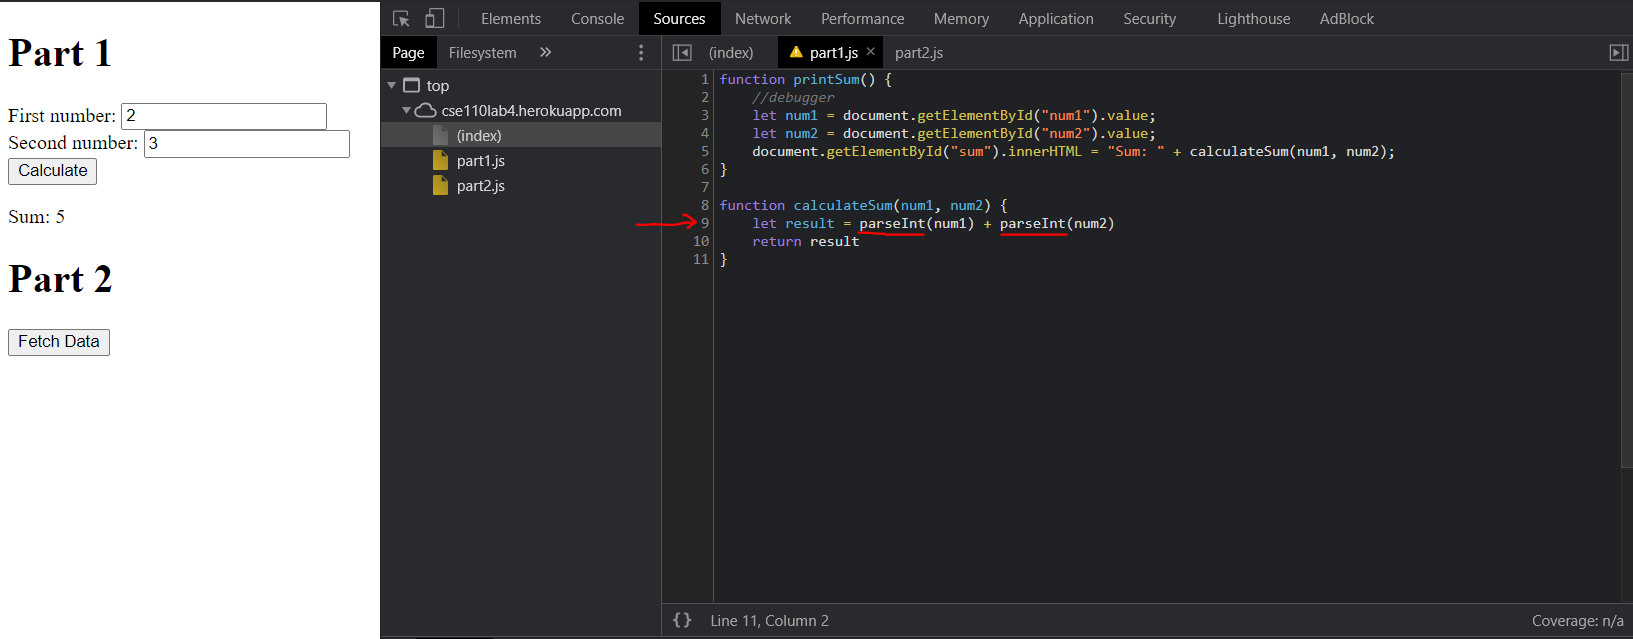 Part 1
First number: 2
Second number: 3
Calculate
Sum: 5
Part 2
Fetch Data
Elements Console Sources Network Performance Memory Application Security Lighthouse AdBlock
Page Filesystem »
top
cse110lab4.herokuapp.com
(index)
part1.js
part2.js
(index) part1.js × part2.js
1 function printSum() {
2     //debugger
3     let num1 = document.getElementById("num1").value;
4     let num2 = document.getElementById("num2").value;
5     document.getElementById("sum").innerHTML = "Sum: " + calculateSum(num1, num2);
6 }
7
8 function calculateSum(num1, num2) {
9     let result = parseInt(num1) + parseInt(num2)
10     return result
11 }
{} Line 11, Column 2 Coverage: n/a